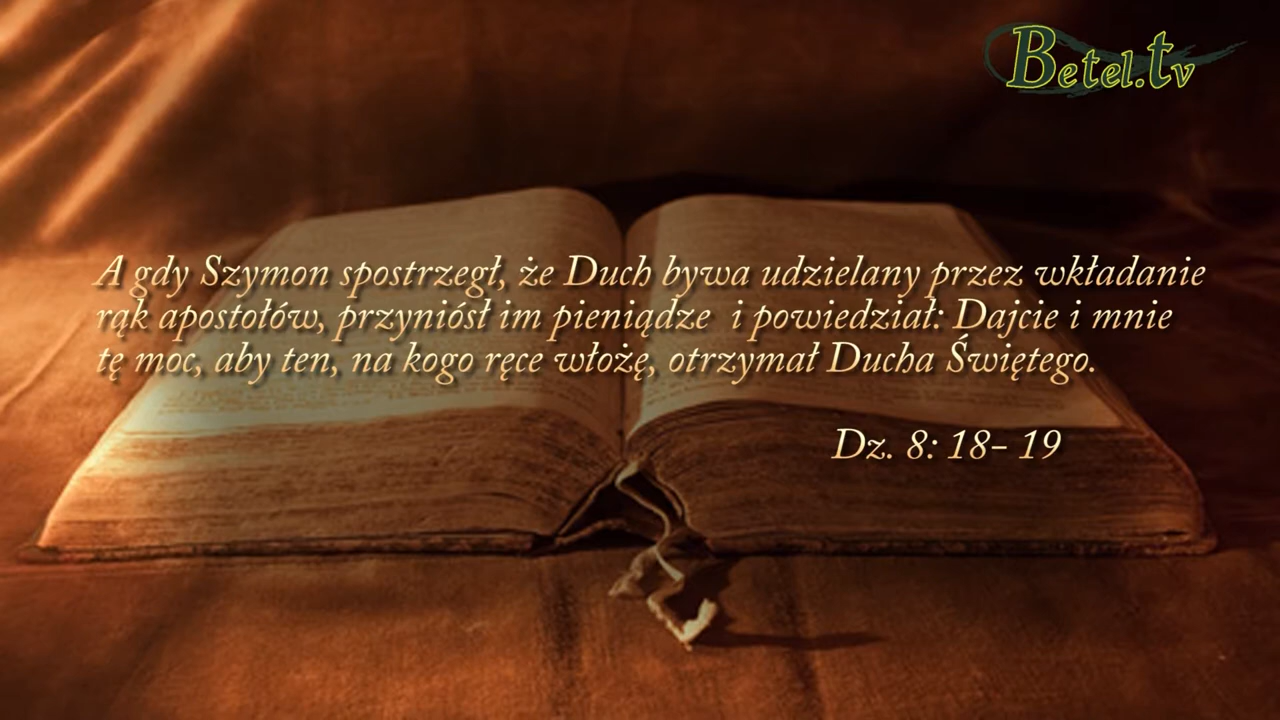 Betel.tv
A gdy Szymon spostrzegł, że Duch bywa udzielany przez wkładanie
rąk apostołów, przyniósł im pieniądze i powiedział: Dajcie i mnie
tę moc, aby ten, na kogo ręce włożę, otrzymał Ducha Świętego.
Dz. 8: 18- 19